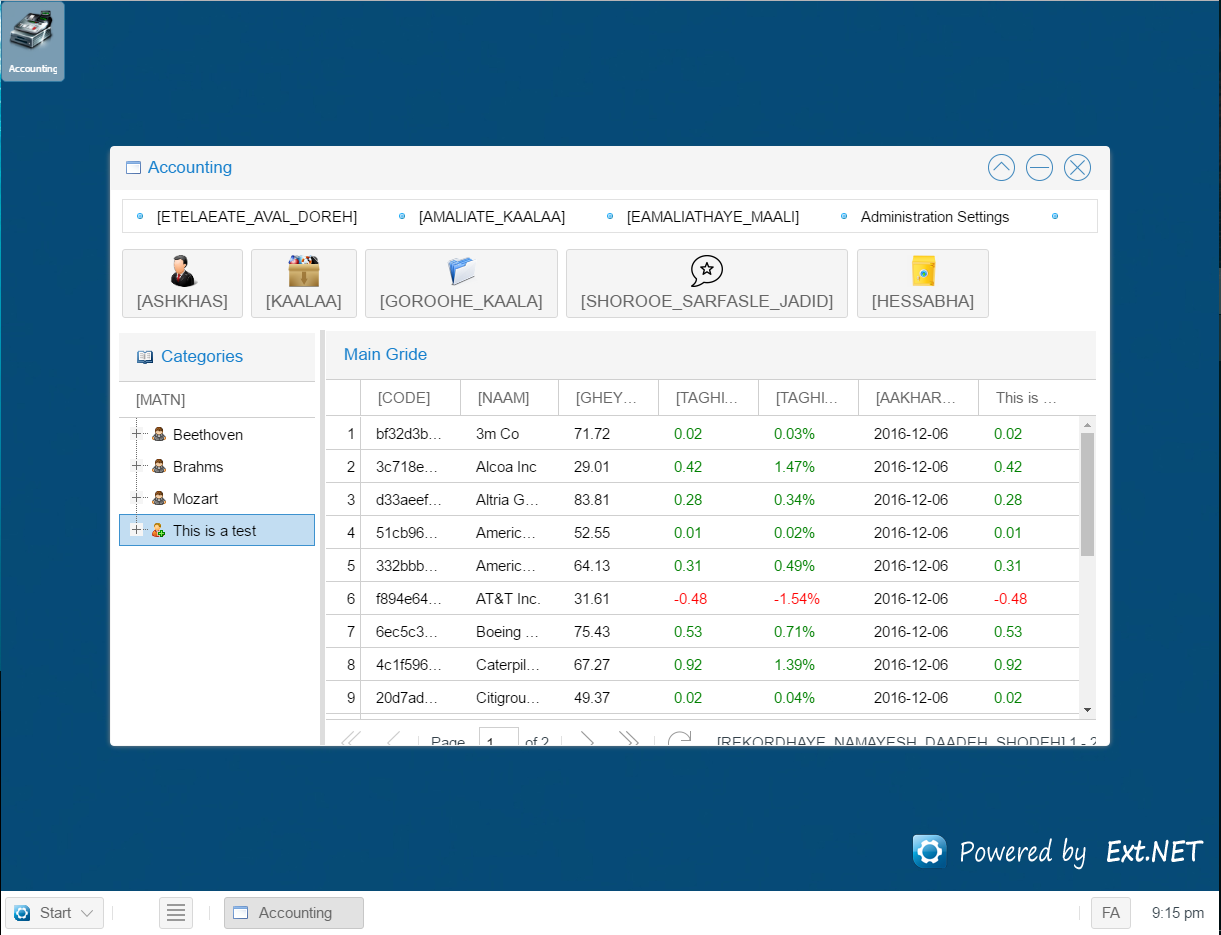 Accounting
Accounting
[ETELAEATE_AVAL_DOREH] [AMALIATE_KAALAA] [EAMALIATHAYE_MAALI] Administration Settings
[ASHKHAS] [KAALAA] [GOROOHE_KAALA] [SHOROOE_SARFASLE_JADID] [HESSABHA]
Categories
[MATN]
Beethoven
Brahms
Mozart
This is a test
Main Gride
[CODE] [NAAM] [GHEY... [TAGHI... [TAGHI... [AAKHAR... This is ...
1 bf32d3b... 3m Co 71.72 0.02 0.03% 2016-12-06 0.02
2 3c718e... Alcoa Inc 29.01 0.42 1.47% 2016-12-06 0.42
3 d33aeef... Altria G... 83.81 0.28 0.34% 2016-12-06 0.28
4 51cb96... Americ... 52.55 0.01 0.02% 2016-12-06 0.01
5 332bbb... Americ... 64.13 0.31 0.49% 2016-12-06 0.31
6 f894e64... AT&T Inc. 31.61 -0.48 -1.54% 2016-12-06 -0.48
7 6ec5c3... Boeing ... 75.43 0.53 0.71% 2016-12-06 0.53
8 4c1f596... Caterpil... 67.27 0.92 1.39% 2016-12-06 0.92
9 20d7ad... Citigrou... 49.37 0.02 0.04% 2016-12-06 0.02
Page 1 of 2 [REKORDHAYE_NAMAYESH_DAADEH_SHODEH] 1 - 2
Powered by Ext.NET
Start Accounting FA 9:15 pm